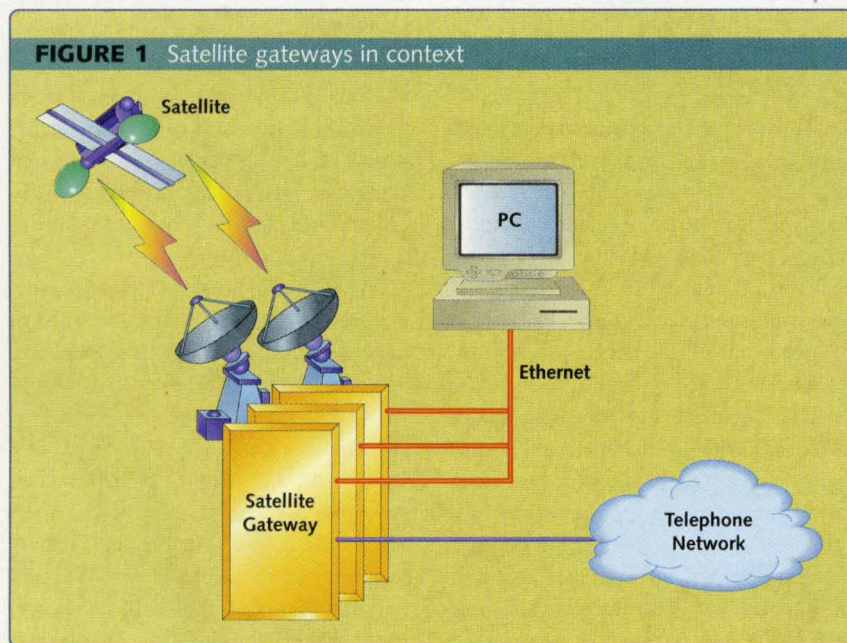 FIGURE 1 Satellite gateways in context
Satellite
PC
Ethernet
Satellite
Gateway
Telephone
Network